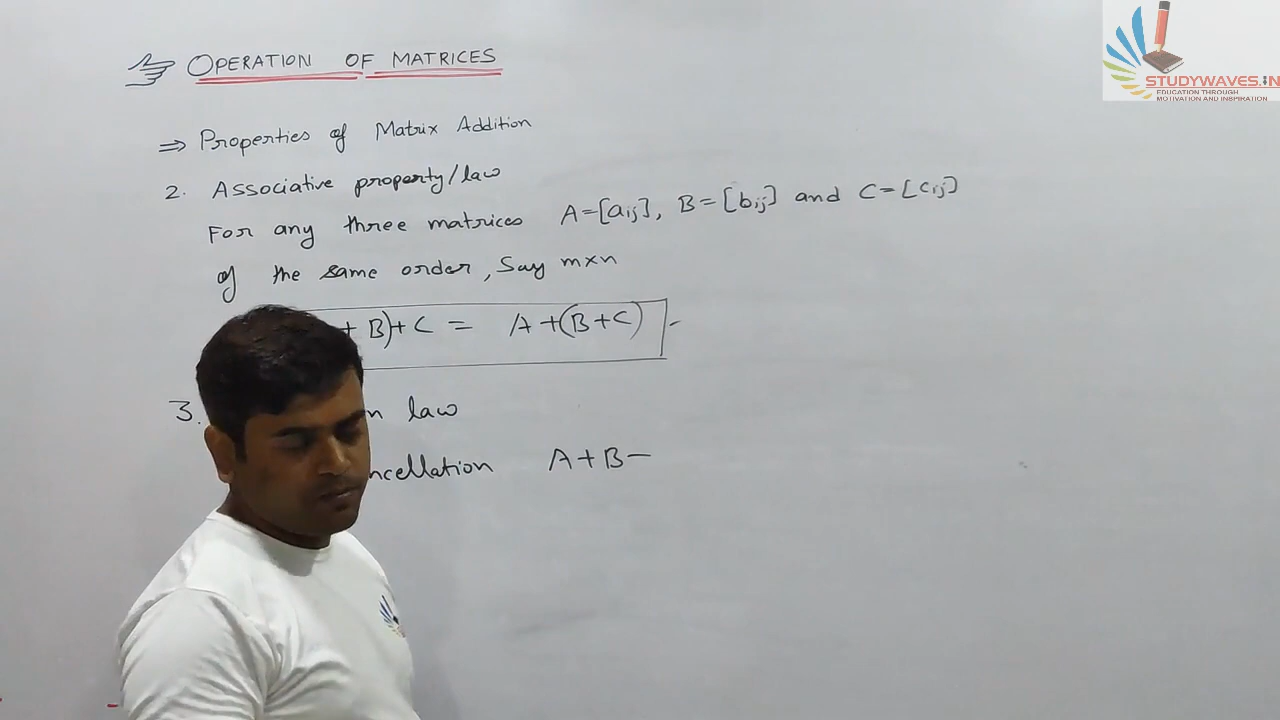 OPERATION OF MATRICES
STUDYWAVES.IN
EDUCATION THROUGH
MOTIVATION AND INSPIRATION
⇒ Properties of Matrix Addition
2. Associative property/law
For any three matrices A=[aij], B=[bij] and C=[cij]
of the same order, Say m×n
+ B)+C = A+(B+C)
3. n law
ncellation A+B-